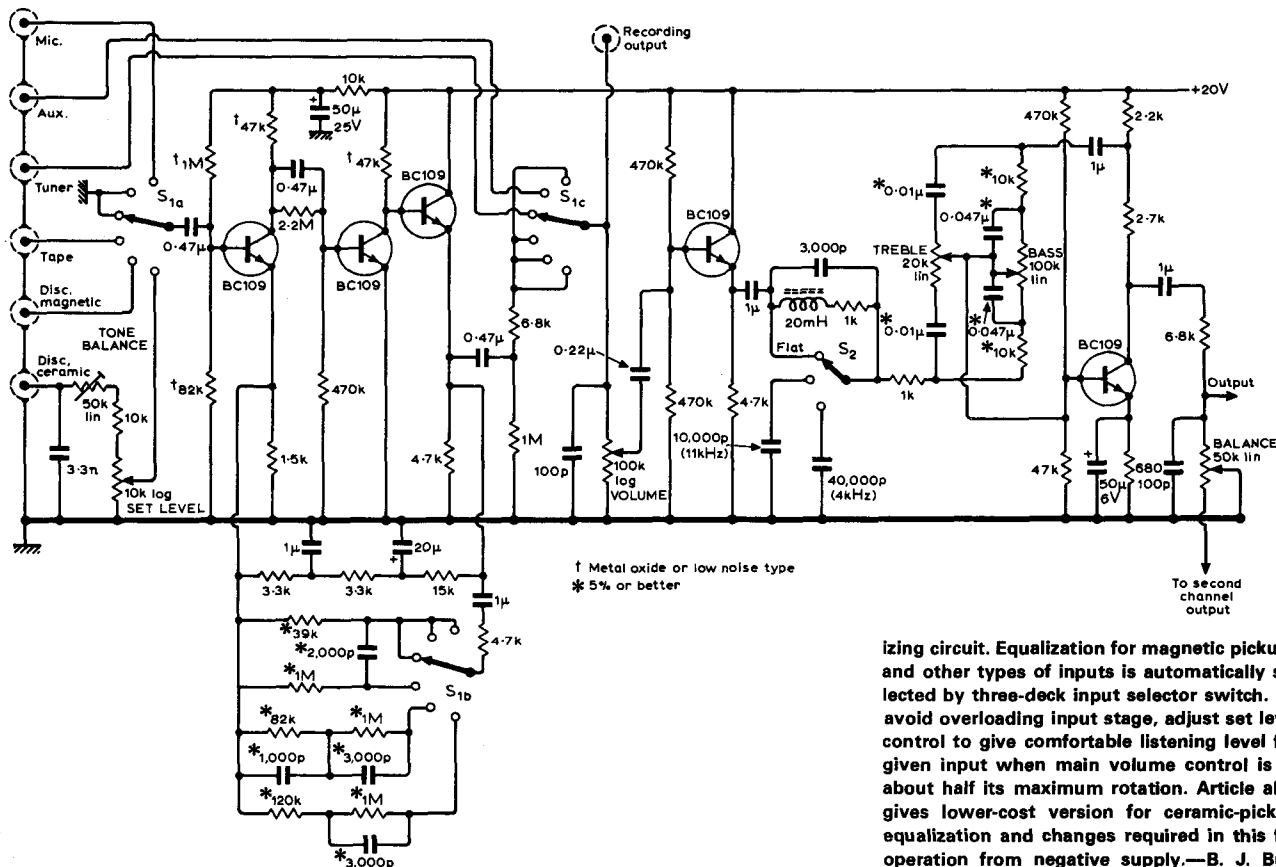 Mic.
Aux.
Tuner
Tape
Disc.
magnetic
Disc,
ceramic
TONE
BALANCE
50k
lin
10k
3·3n
10k log
SET LEVEL
S1a
0·47μ
†1M
†82k
†47k
+
50μ
25V
10k
0·47μ
2·2M
BC109
1·5k
470k
†47k
BC109
BC109
4·7k
0·47μ
6·8k
1M
S1c
Recording
output
100p
100k
log
VOLUME
0·22μ
470k
470k
BC109
4·7k
1μ
3,000p
20mH
1k
Flat
S2
10,000p
(11kHz)
40,000p
(4kHz)
1k
*0·01μ
TREBLE
20k
lin
*0·01μ
*10k
0·047μ
*
BASS
100k
lin
*0·047μ
*10k
1μ
470k
47k
+20V
2·2k
2·7k
BC109
+
50μ
6V
680
100p
1μ
6·8k
Output
BALANCE
50k lin
To second
channel
output
1μ
20μ
+
3·3k
3·3k
15k
1μ
4·7k
*39k
*2,000p
*1M
S1b
*82k
*1M
*1,000p
*3,000p
*120k
*1M
*3,000p
† Metal oxide or low noise type
* 5% or better
izing circuit. Equalization for magnetic pickup
and other types of inputs is automatically s
lected by three-deck input selector switch.
avoid overloading input stage, adjust set lev
control to give comfortable listening level f
given input when main volume control is
about half its maximum rotation. Article al
gives lower-cost version for ceramic-pick
equalization and changes required in this f
operation from negative supply.—B. J. Bu